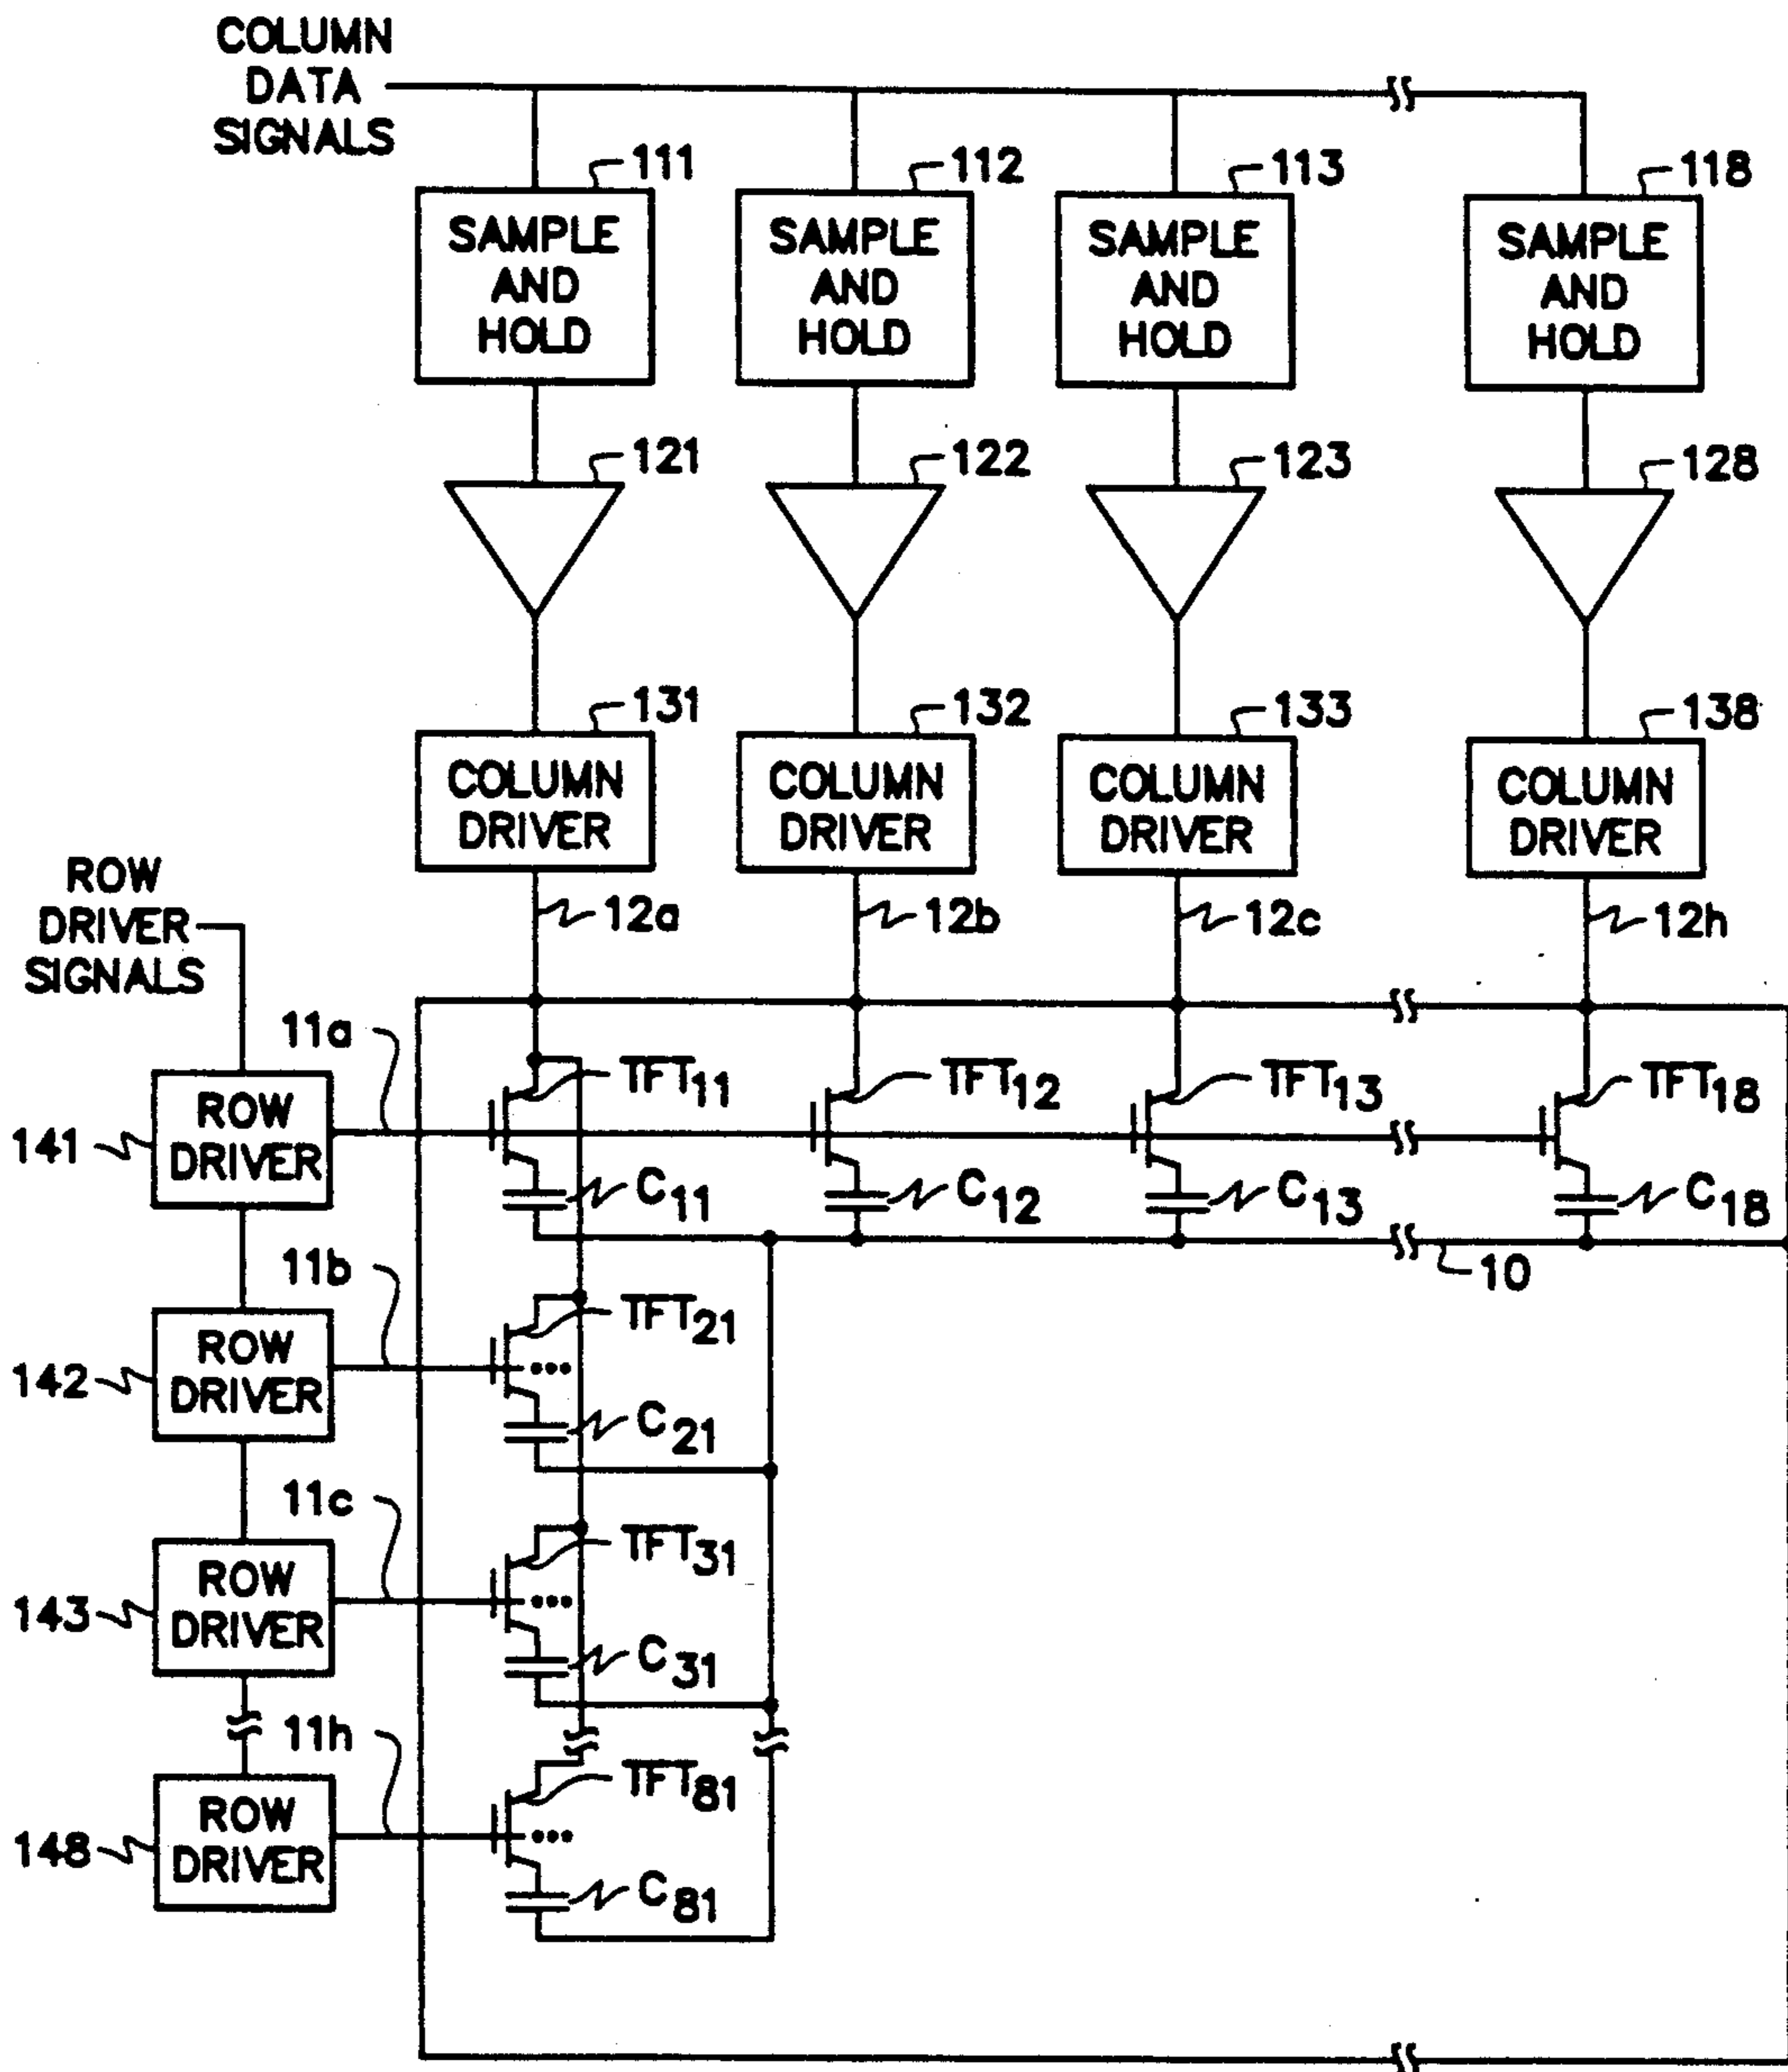 COLUMN
DATA
SIGNALS
111
112
113
118
SAMPLE
AND
HOLD
SAMPLE
AND
HOLD
SAMPLE
AND
HOLD
SAMPLE
AND
HOLD
121
122
123
128
131
132
133
138
COLUMN
DRIVER
COLUMN
DRIVER
COLUMN
DRIVER
COLUMN
DRIVER
ROW
DRIVER
SIGNALS
12a
12b
12c
12h
11a
TFT11
TFT12
TFT13
TFT18
ROW
DRIVER
141
C11
C12
C13
C18
10
11b
TFT21
ROW
DRIVER
142
C21
11c
TFT31
ROW
DRIVER
143
C31
11h
TFT81
ROW
DRIVER
148
C81